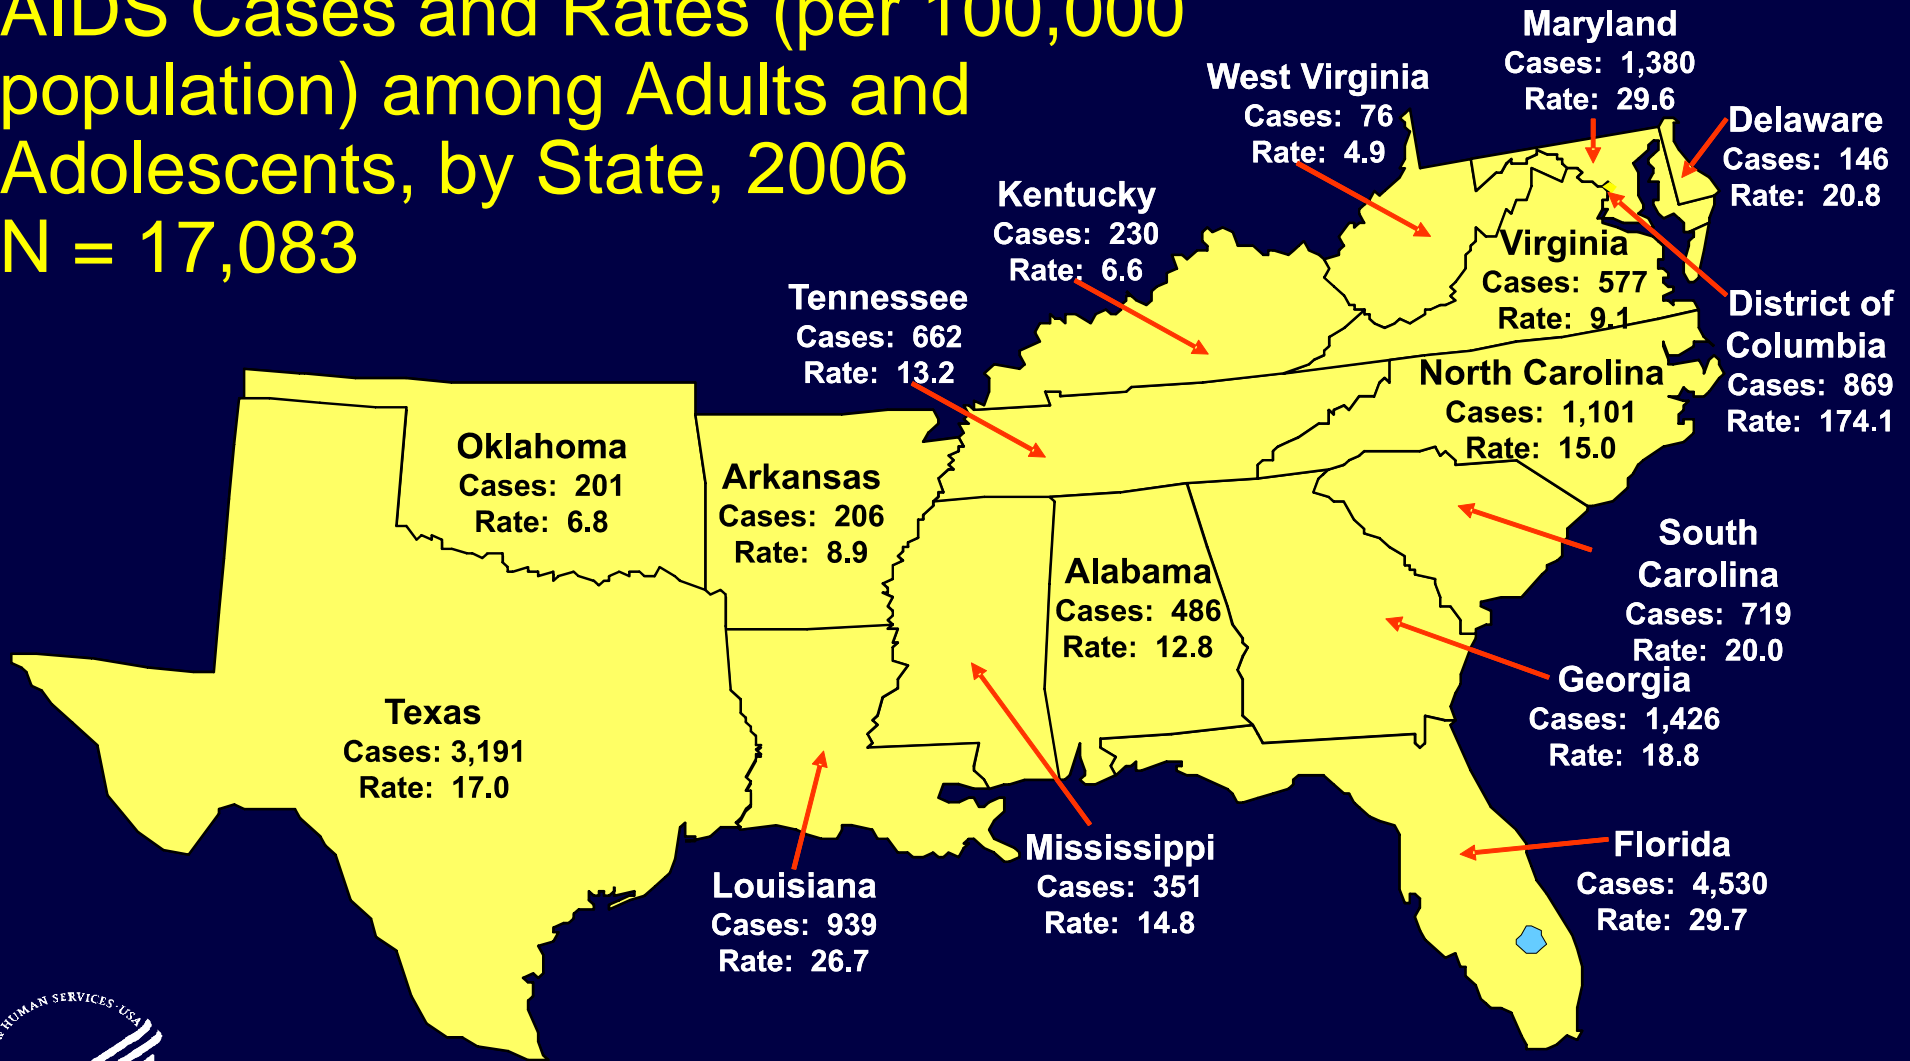 AIDS Cases and Rates (per 100,000
population) among Adults and
Adolescents, by State, 2006
N = 17,083
Maryland
Cases: 1,380
Rate: 29.6
West Virginia
Cases: 76
Rate: 4.9
Delaware
Cases: 146
Rate: 20.8
Kentucky
Cases: 230
Rate: 6.6
Virginia
Cases: 577
Rate: 9.1
Tennessee
Cases: 662
Rate: 13.2
District of
Columbia
Cases: 869
Rate: 174.1
North Carolina
Cases: 1,101
Rate: 15.0
Oklahoma
Cases: 201
Rate: 6.8
Arkansas
Cases: 206
Rate: 8.9
South
Carolina
Cases: 719
Rate: 20.0
Alabama
Cases: 486
Rate: 12.8
Georgia
Cases: 1,426
Rate: 18.8
Texas
Cases: 3,191
Rate: 17.0
Mississippi
Cases: 351
Rate: 14.8
Florida
Cases: 4,530
Rate: 29.7
Louisiana
Cases: 939
Rate: 26.7
HUMAN SERVICES · USA